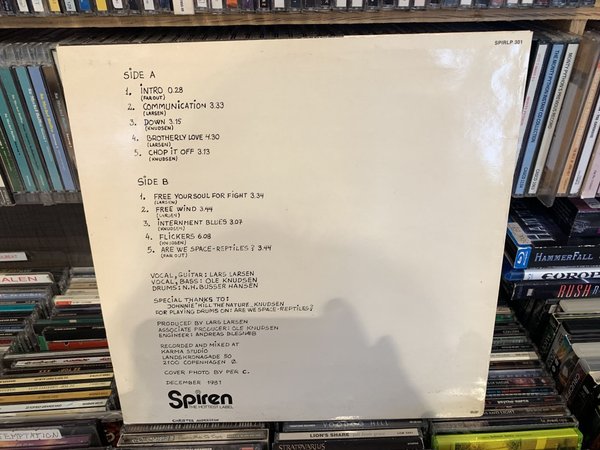 SPIRLP 301
SIDE A
1. INTRO 0.28
(FAR OUT)
2. COMMUNICATION 3.33
(LARSEN)
3. DOWN 3.15
(KNUDSEN)
4. BROTHERLY LOVE 4.30
(LARSEN)
5. CHOP IT OFF 3.13
(KNUDSEN)
SIDE B
1. FREE YOUR SOUL FOR FIGHT 3.34
(LARSEN)
2. FREE WIND 3.44
(LARSEN)
3. INTERNMENT BLUES 3.07
(KNUDSEN)
4. FLICKERS 6.08
(KNUDSEN)
5. ARE WE SPACE-REPTILES? 3.44
(FAR OUT)
VOCAL, GUITAR: LARS LARSEN
VOCAL, BASS: OLE KNUDSEN
DRUMS: N.H. BUSSER HANSEN
SPECIAL THANKS TO:
JOHNNIE "KILL THE NATURE" KNUDSEN
FOR PLAYING DRUMS ON: ARE WE SPACE-REPTILES?
PRODUCED BY LARS LARSEN
ASSOCIATE PRODUCER: OLE KNUDSEN
ENGINEER: ANDREAS
RECORDED AND MIXED AT
KARMA STUDIO
LANDSKRONAGADE 50
2100 COPENHAGEN Ø
COVER PHOTO BY PER C.
DECEMBER 1981
Spiren
THE HOTTEST LABEL
HAMMERFALL
EUROPE
RUSH
TEMPTATION
LION'S SHARE
STRATOVARIUS